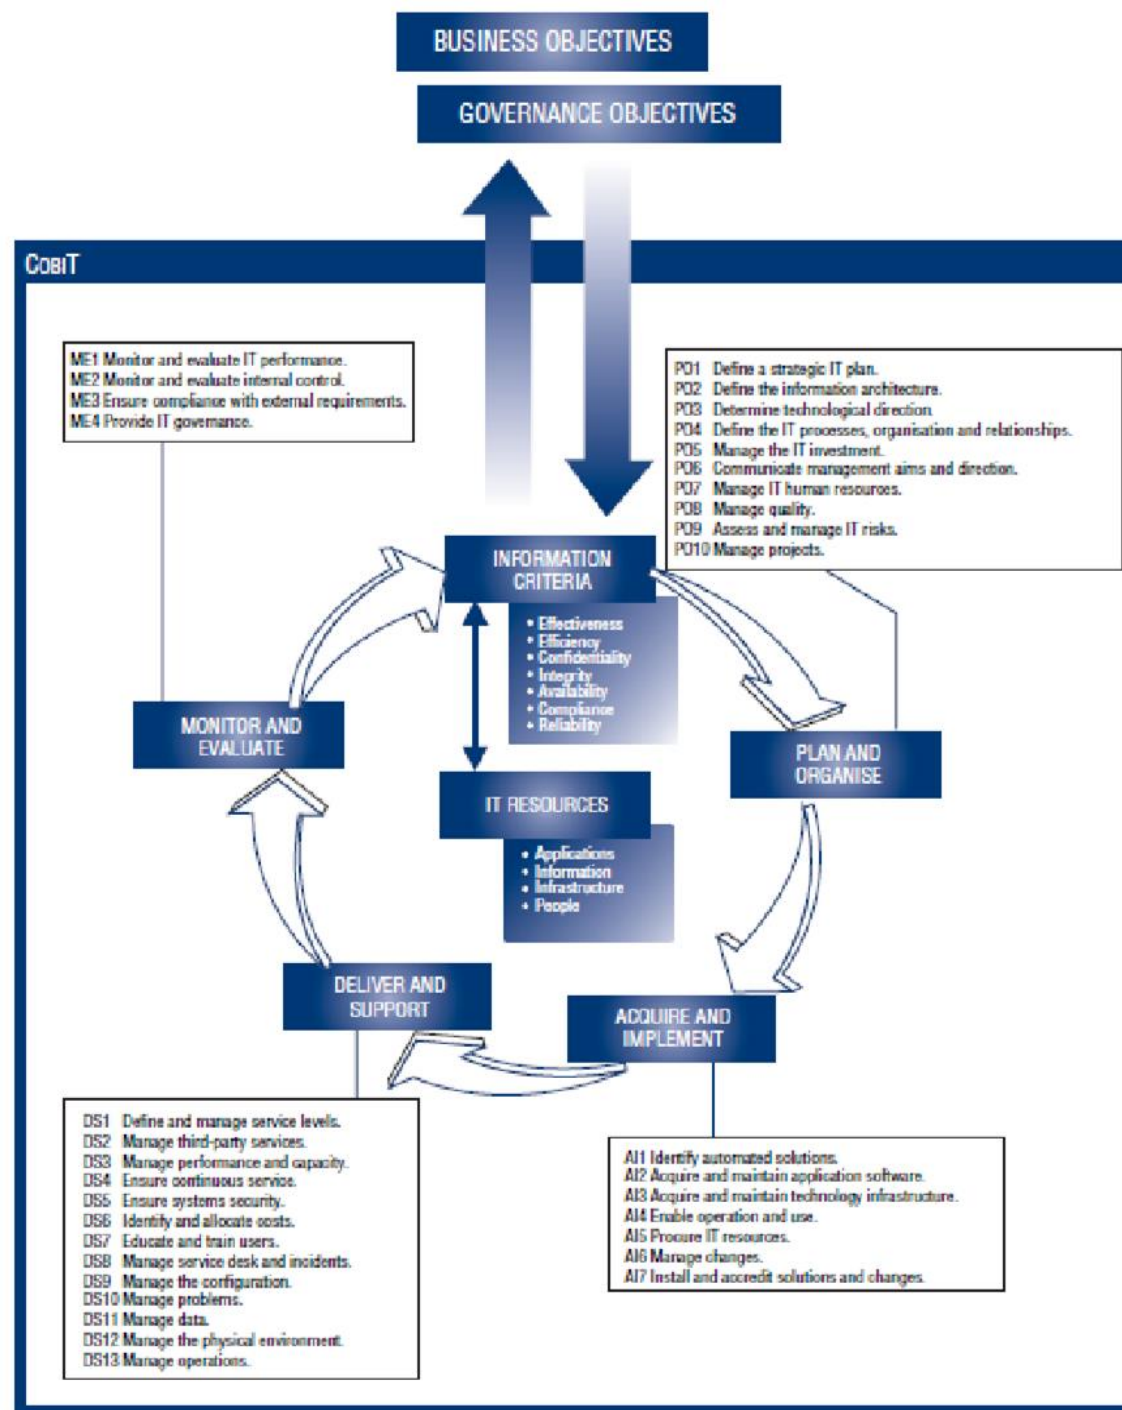 BUSINESS OBJECTIVES
GOVERNANCE OBJECTIVES
COBIT
ME1 Monitor and evaluate IT performance.
ME2 Monitor and evaluate internal control.
ME3 Ensure compliance with external requirements.
ME4 Provide IT governance.
PO1 Define a strategic IT plan.
PO2 Define the information architecture.
PO3 Determine technological direction.
PO4 Define the IT processes, organisation and relationships.
PO5 Manage the IT investment.
PO6 Communicate management aims and direction.
PO7 Manage IT human resources.
PO8 Manage quality.
PO9 Assess and manage IT risks.
PO10 Manage projects.
INFORMATION
CRITERIA
• Effectiveness
• Efficiency
• Confidentiality
• Integrity
• Availability
• Compliance
• Reliability
MONITOR AND
EVALUATE
PLAN AND
ORGANISE
IT RESOURCES
• Applications
• Information
• Infrastructure
• People
DELIVER AND
SUPPORT
ACQUIRE AND
IMPLEMENT
DS1 Define and manage service levels.
DS2 Manage third-party services.
DS3 Manage performance and capacity.
DS4 Ensure continuous service.
DS5 Ensure systems security.
DS6 Identify and allocate costs.
DS7 Educate and train users.
DS8 Manage service desk and incidents.
DS9 Manage the configuration.
DS10 Manage problems.
DS11 Manage data.
DS12 Manage the physical environment.
DS13 Manage operations.
AI1 Identify automated solutions.
AI2 Acquire and maintain application software.
AI3 Acquire and maintain technology infrastructure.
AI4 Enable operation and use.
AI5 Procure IT resources.
AI6 Manage changes.
AI7 Install and accredit solutions and changes.